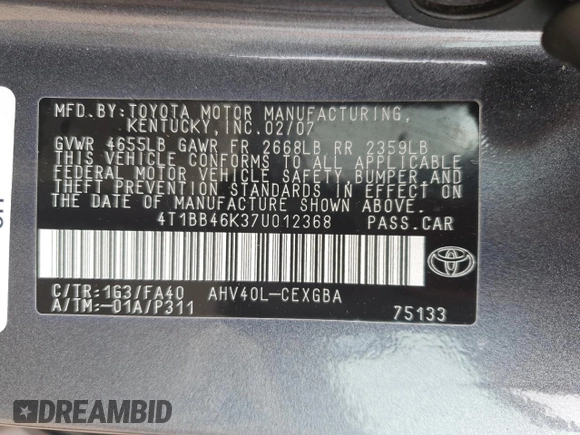 MFD.BY:TOYOTA MOTOR MANUFACTURING,
KENTUCKY, INC.02/07
GVWR 4655LB GAWR FR 2668LB RR 2359LB
THIS VEHICLE CONFORMS TO ALL APPLICABLE
FEDERAL MOTOR VEHICLE SAFETY, BUMPER AND
THEFT PREVENTION STANDARDS IN EFFECT ON
THE DATE OF MANUFACTURE SHOWN ABOVE.
4T1BB46K37U012368 PASS.CAR
C/TR:1G3/FA40 AHV40L-CEXGBA
A/TM:-01A/P311 75133
DREAMBID